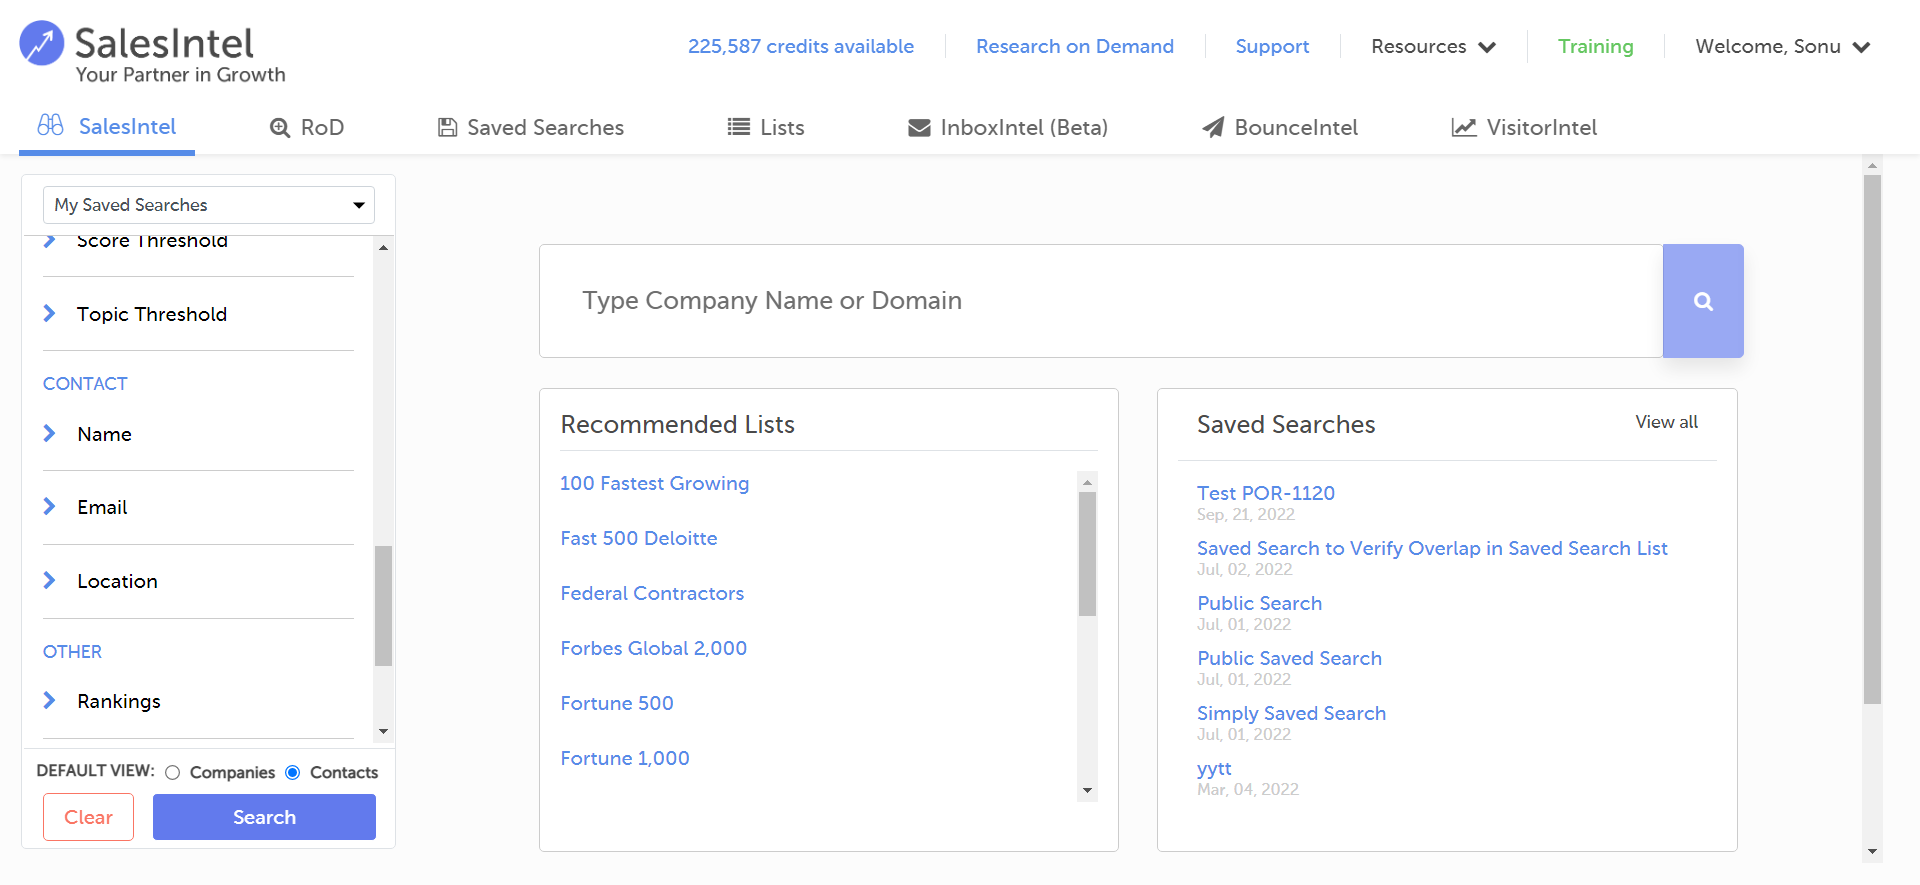 SalesIntel
Your Partner in Growth
225,587 credits available
Research on Demand
Support
Resources
Training
Welcome, Sonu
SalesIntel
RoD
Saved Searches
Lists
InboxIntel (Beta)
BounceIntel
VisitorIntel
My Saved Searches
Score Threshold
Topic Threshold
CONTACT
Name
Email
Location
OTHER
Rankings
DEFAULT VIEW: Companies Contacts
Clear
Search
Type Company Name or Domain
Recommended Lists
100 Fastest Growing
Fast 500 Deloitte
Federal Contractors
Forbes Global 2,000
Fortune 500
Fortune 1,000
Saved Searches
View all
Test POR-1120
Sep, 21, 2022
Saved Search to Verify Overlap in Saved Search List
Jul, 02, 2022
Public Search
Jul, 01, 2022
Public Saved Search
Jul, 01, 2022
Simply Saved Search
Jul, 01, 2022
yytt
Mar, 04, 2022